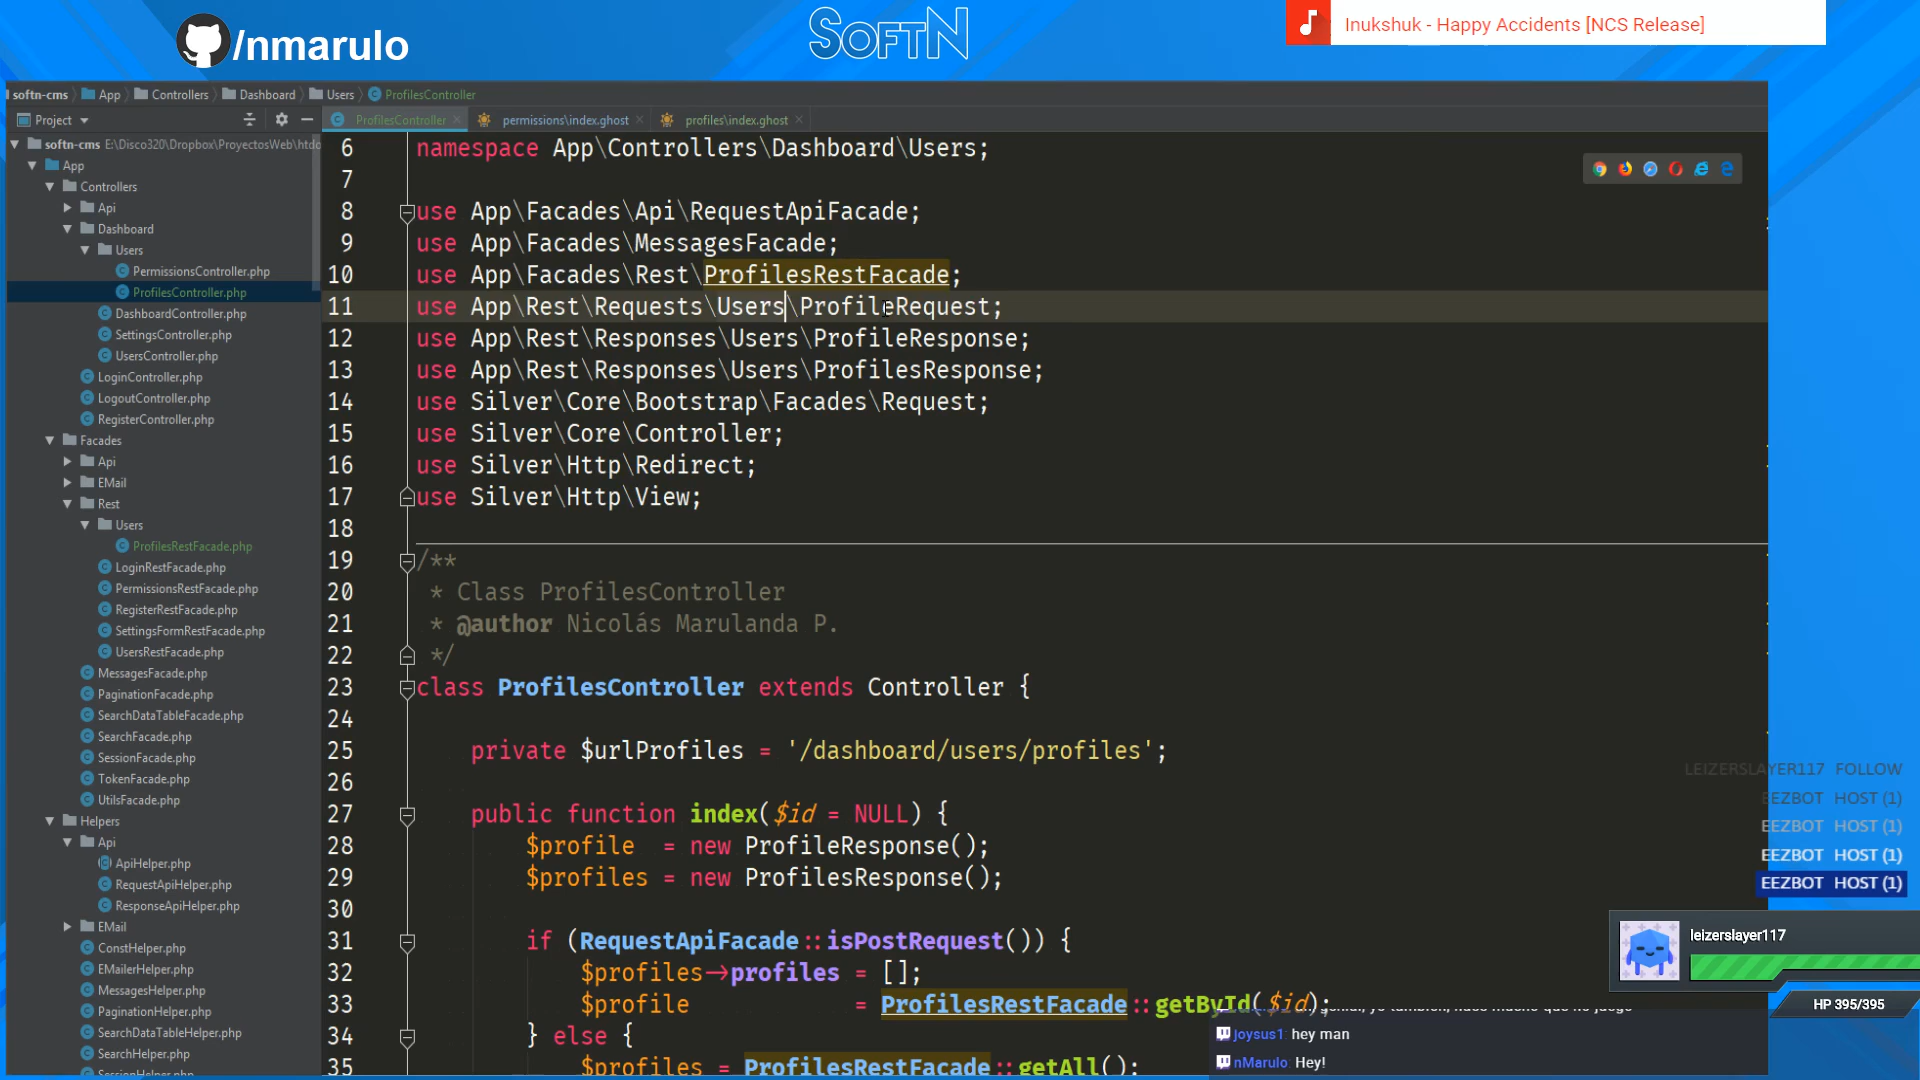 /nmarulo
SOFTN
Inukshuk - Happy Accidents [NCS Release]
softn-cms App Controllers Dashboard Users ProfilesController
Project
ProfilesController
permissions\index.ghost
profiles\index.ghost
softn-cms E:\Disco320\Dropbox\ProyectosWeb\htdo
App
Controllers
Api
Dashboard
Users
PermissionsController.php
ProfilesController.php
DashboardController.php
SettingsController.php
UsersController.php
LoginController.php
LogoutController.php
RegisterController.php
Facades
Api
EMail
Rest
Users
ProfilesRestFacade.php
LoginRestFacade.php
PermissionsRestFacade.php
RegisterRestFacade.php
SettingsFormRestFacade.php
UsersRestFacade.php
MessagesFacade.php
PaginationFacade.php
SearchDataTableFacade.php
SearchFacade.php
SessionFacade.php
TokenFacade.php
UtilsFacade.php
Helpers
Api
ApiHelper.php
RequestApiHelper.php
ResponseApiHelper.php
EMail
ConstHelper.php
EMailerHelper.php
MessagesHelper.php
PaginationHelper.php
SearchDataTableHelper.php
SearchHelper.php
SessionHelper.php
6 namespace App\Controllers\Dashboard\Users;
7
8 use App\Facades\Api\RequestApiFacade;
9 use App\Facades\MessagesFacade;
10 use App\Facades\Rest\ProfilesRestFacade;
11 use App\Rest\Requests\Users\ProfileRequest;
12 use App\Rest\Responses\Users\ProfileResponse;
13 use App\Rest\Responses\Users\ProfilesResponse;
14 use Silver\Core\Bootstrap\Facades\Request;
15 use Silver\Core\Controller;
16 use Silver\Http\Redirect;
17 use Silver\Http\View;
18
19 /**
20 * Class ProfilesController
21 * @author Nicolás Marulanda P.
22 */
23 class ProfilesController extends Controller {
24
25 private $urlProfiles = '/dashboard/users/profiles';
26
27 public function index($id = NULL) {
28 $profile = new ProfileResponse();
29 $profiles = new ProfilesResponse();
30
31 if (RequestApiFacade::isPostRequest()) {
32 $profiles->profiles = [];
33 $profile = ProfilesRestFacade::getById($id);
34 } else {
35 $profiles = ProfilesRestFacade::getAll();
LEIZERSLAYER117 FOLLOW
EEZBOT HOST (1)
EEZBOT HOST (1)
EEZBOT HOST (1)
EEZBOT HOST (1)
leizerslayer117
HP 395/395
joysus1: hey man
nMarulo: Hey!